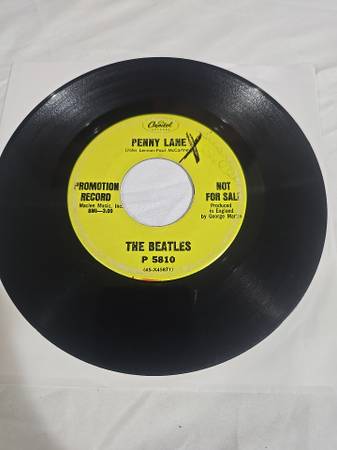 Capitol
PENNY LANE X
(John Lennon-Paul McCartney)
PROMOTION
RECORD
Maclen Music, Inc.
BMI—3:00
NOT
FOR SALE
Produced
in England
by George Martin
THE BEATLES
P 5810
(45-X45871)